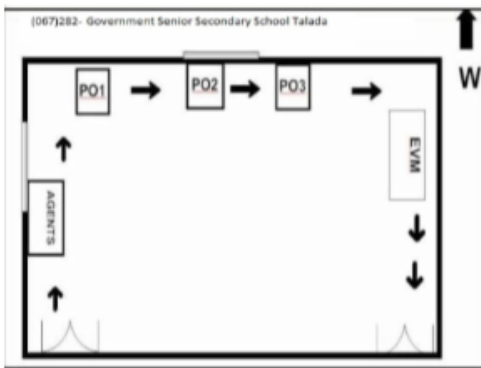 (067)282- Government Senior Secondary School Talada
W
PO1
PO2
PO3
EVM
AGENTS